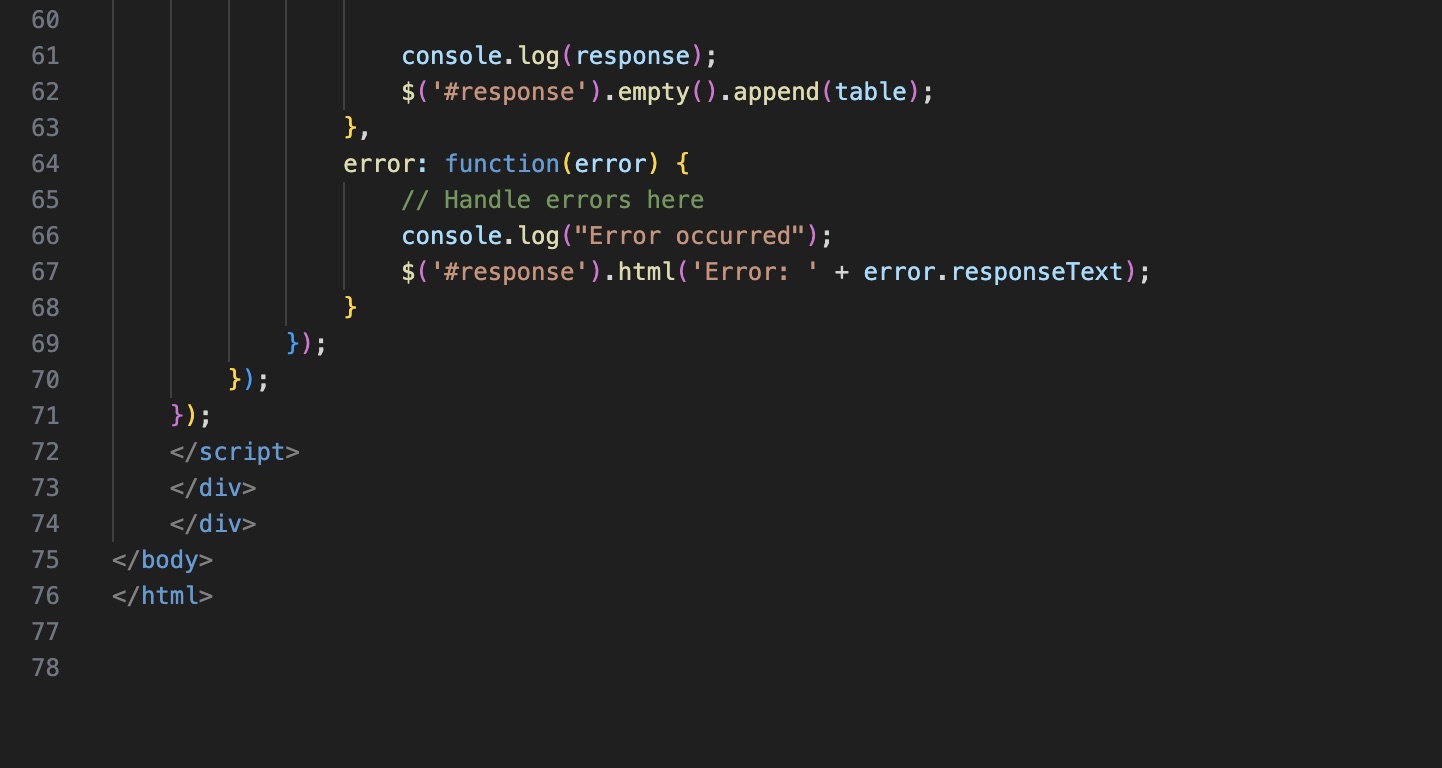 60
61 console.log(response);
62 $('#response').empty().append(table);
63 },
64 error: function(error) {
65 // Handle errors here
66 console.log("Error occurred");
67 $('#response').html('Error: ' + error.responseText);
68 }
69 });
70 });
71 });
72 </script>
73 </div>
74 </div>
75 </body>
76 </html>
77
78